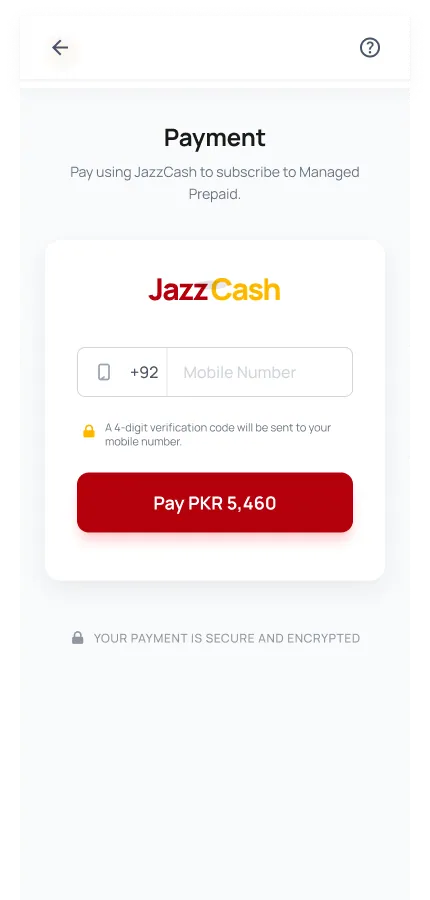 Payment
Pay using JazzCash to subscribe to Managed
Prepaid.
JazzCash
+92 Mobile Number
A 4-digit verification code will be sent to your
mobile number.
Pay PKR 5,460
YOUR PAYMENT IS SECURE AND ENCRYPTED